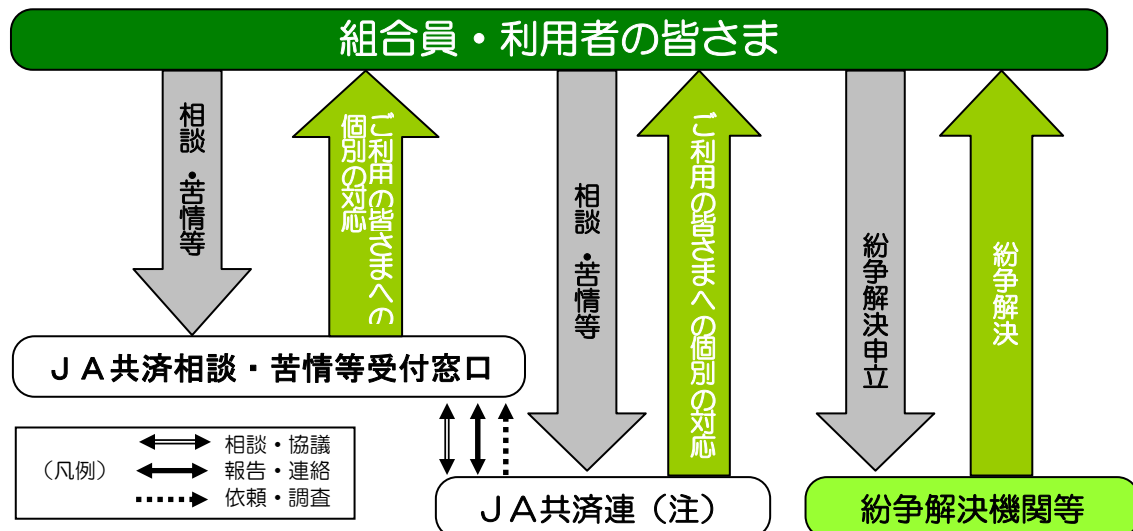 組合員・利用者の皆さま
相談・苦情等
ご利用の皆さまへの
個別の対応
相談・苦情等
ご利用の皆さまへの個別の対応
紛争解決申立
紛争解決
JA共済相談・苦情等受付窓口
(凡例)
相談・協議
報告・連絡
依頼・調査
JA共済連(注)
紛争解決機関等